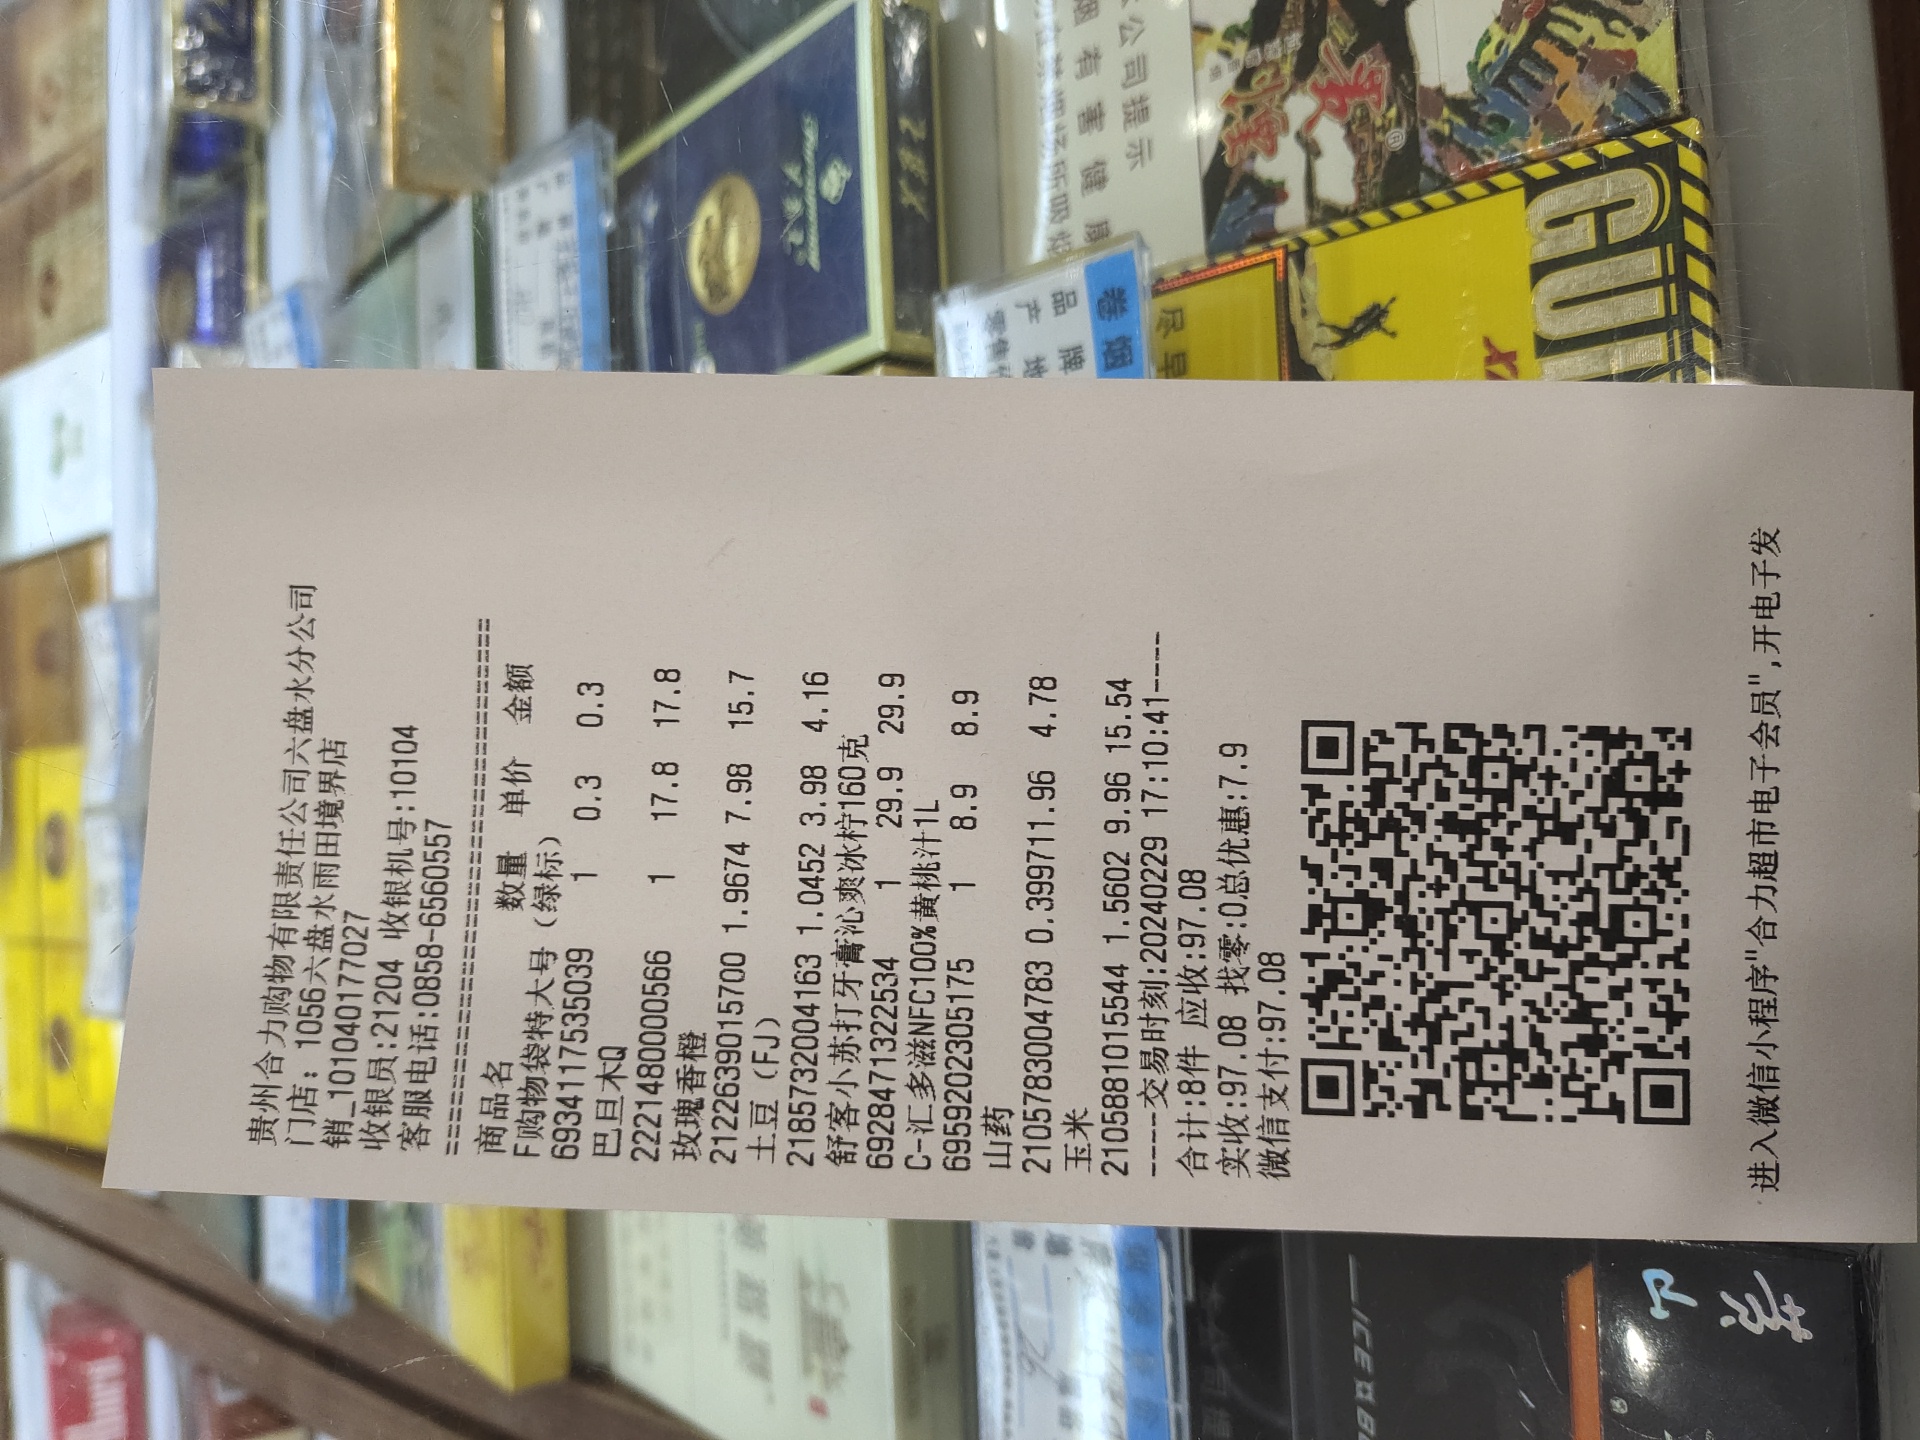 贵州合力购物有限责任公司六盘水分公司
门店: 1056六盘水雨田境界店
销_101040177027
收银员:21204 收银机号:10104
客服电话:0858-6560557
================================
商品名 数量 单价 金额
F购物袋特大号(绿标)
6934117535039 1 0.3 0.3
巴旦木Q
2221480000566 1 17.8 17.8
玫瑰香橙
2122639015700 1.9674 7.98 15.7
土豆(FJ)
2185732004163 1.0452 3.98 4.16
舒客小苏打牙膏沁爽冰柠160克
6928471322534 1 29.9 29.9
C-汇多滋NFC100%黄桃汁1L
6959202305175 1 8.9 8.9
山药
2105783004783 0.399711.96 4.78
玉米
2105881015544 1.5602 9.96 15.54
----交易时刻:20240229 17:10:41----
合计:8件 应收:97.08
实收:97.08 找零:0总优惠:7.9
微信支付:97.08
进入微信小程序"合力超市电子会员",开电子发
公司提示
卷烟
品牌
GUI
尽早